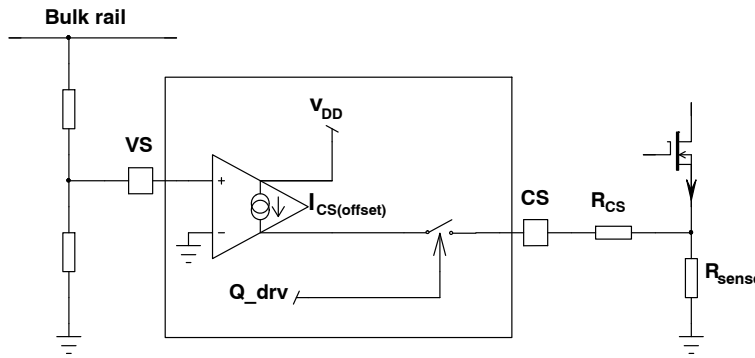 Bulk rail
VS
V_DD
+
I_CS(offset)
–
CS
R_CS
Q_drv
R_sense